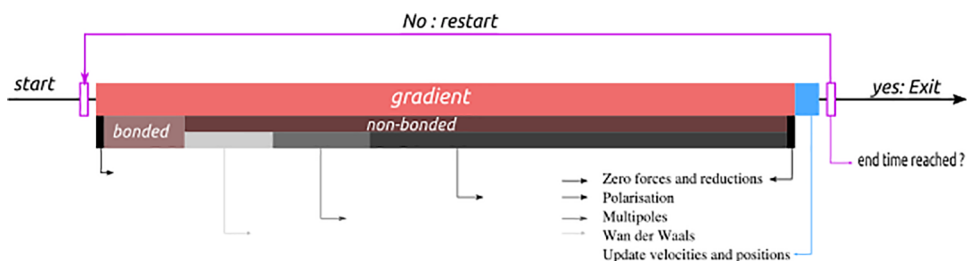 No : restart
start
gradient
yes: Exit
bonded
non-bonded
end time reached ?
Zero forces and reductions
Polarisation
Multipoles
Wan der Waals
Update velocities and positions